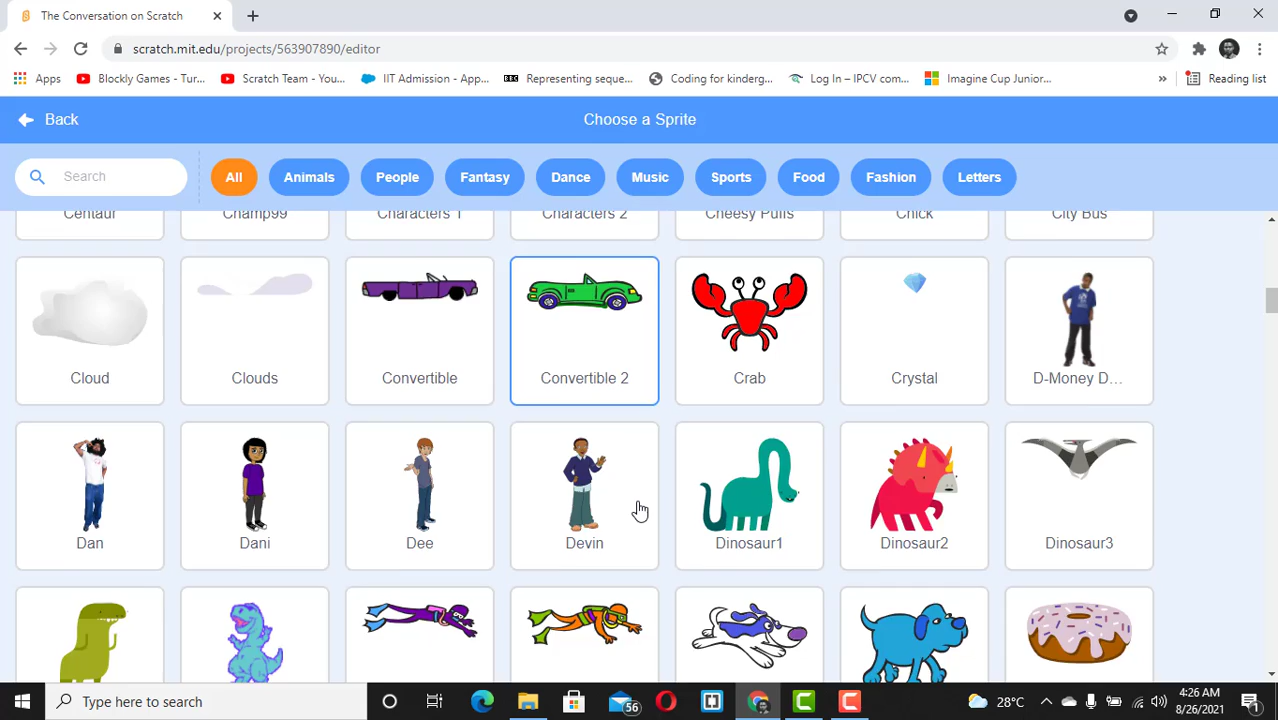 The Conversation on Scratch
scratch.mit.edu/projects/563907890/editor
Apps
Blockly Games - Tur...
Scratch Team - You...
IIT Admission - App...
Representing seque...
Coding for kinderg...
Log In – IPCV com...
Imagine Cup Junior...
»
Reading list
Back
Choose a Sprite
Search
All
Animals
People
Fantasy
Dance
Music
Sports
Food
Fashion
Letters
Centaur
Champ99
Characters 1
Characters 2
Cheesy Puffs
Chick
City Bus
Cloud
Clouds
Convertible
Convertible 2
Crab
Crystal
D-Money D...
Dan
Dani
Dee
Devin
Dinosaur1
Dinosaur2
Dinosaur3
Type here to search
56
28°C
4:26 AM
8/26/2021
1